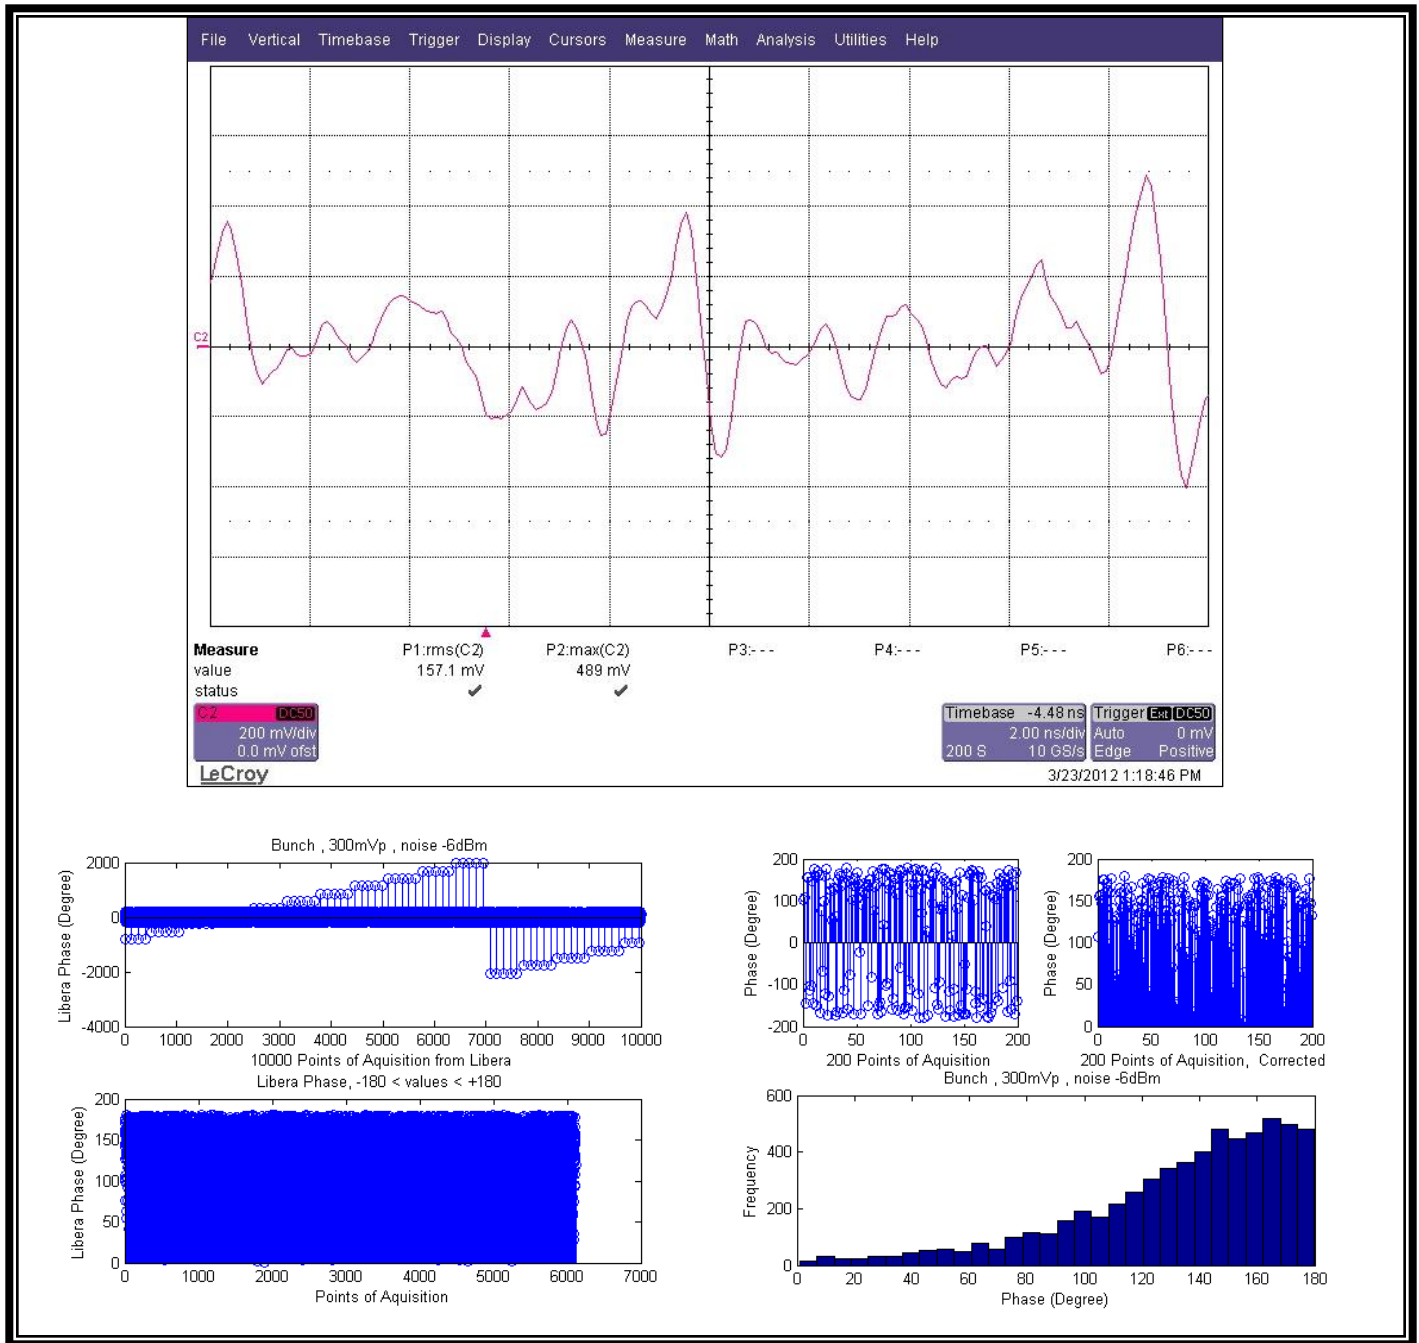 File Vertical Timebase Trigger Display Cursors Measure Math Analysis Utilities Help
C2
Measure P1:rms(C2) P2:max(C2) P3:- - - P4:- - - P5:- - - P6:- - -
value 157.1 mV 489 mV
status
C2 DC50
200 mV/div
0.0 mV ofst
Timebase -4.48 ns
2.00 ns/div
200 S 10 GS/s
Trigger Ext DC50
Auto 0 mV
Edge Positive
LeCroy
3/23/2012 1:18:46 PM
Bunch , 300mVp , noise -6dBm
Libera Phase (Degree)
2000
0
-2000
-4000
0 1000 2000 3000 4000 5000 6000 7000 8000 9000 10000
10000 Points of Aquisition from Libera
Phase (Degree)
200
100
0
-100
-200
0 50 100 150 200
200 Points of Aquisition
Phase (Degree)
200
150
100
50
0
0 50 100 150 200
200 Points of Aquisition, Corrected
Libera Phase, -180 < values < +180
Libera Phase (Degree)
200
150
100
50
0
0 1000 2000 3000 4000 5000 6000 7000
Points of Aquisition
Bunch , 300mVp , noise -6dBm
Frequency
600
400
200
0
0 20 40 60 80 100 120 140 160 180
Phase (Degree)